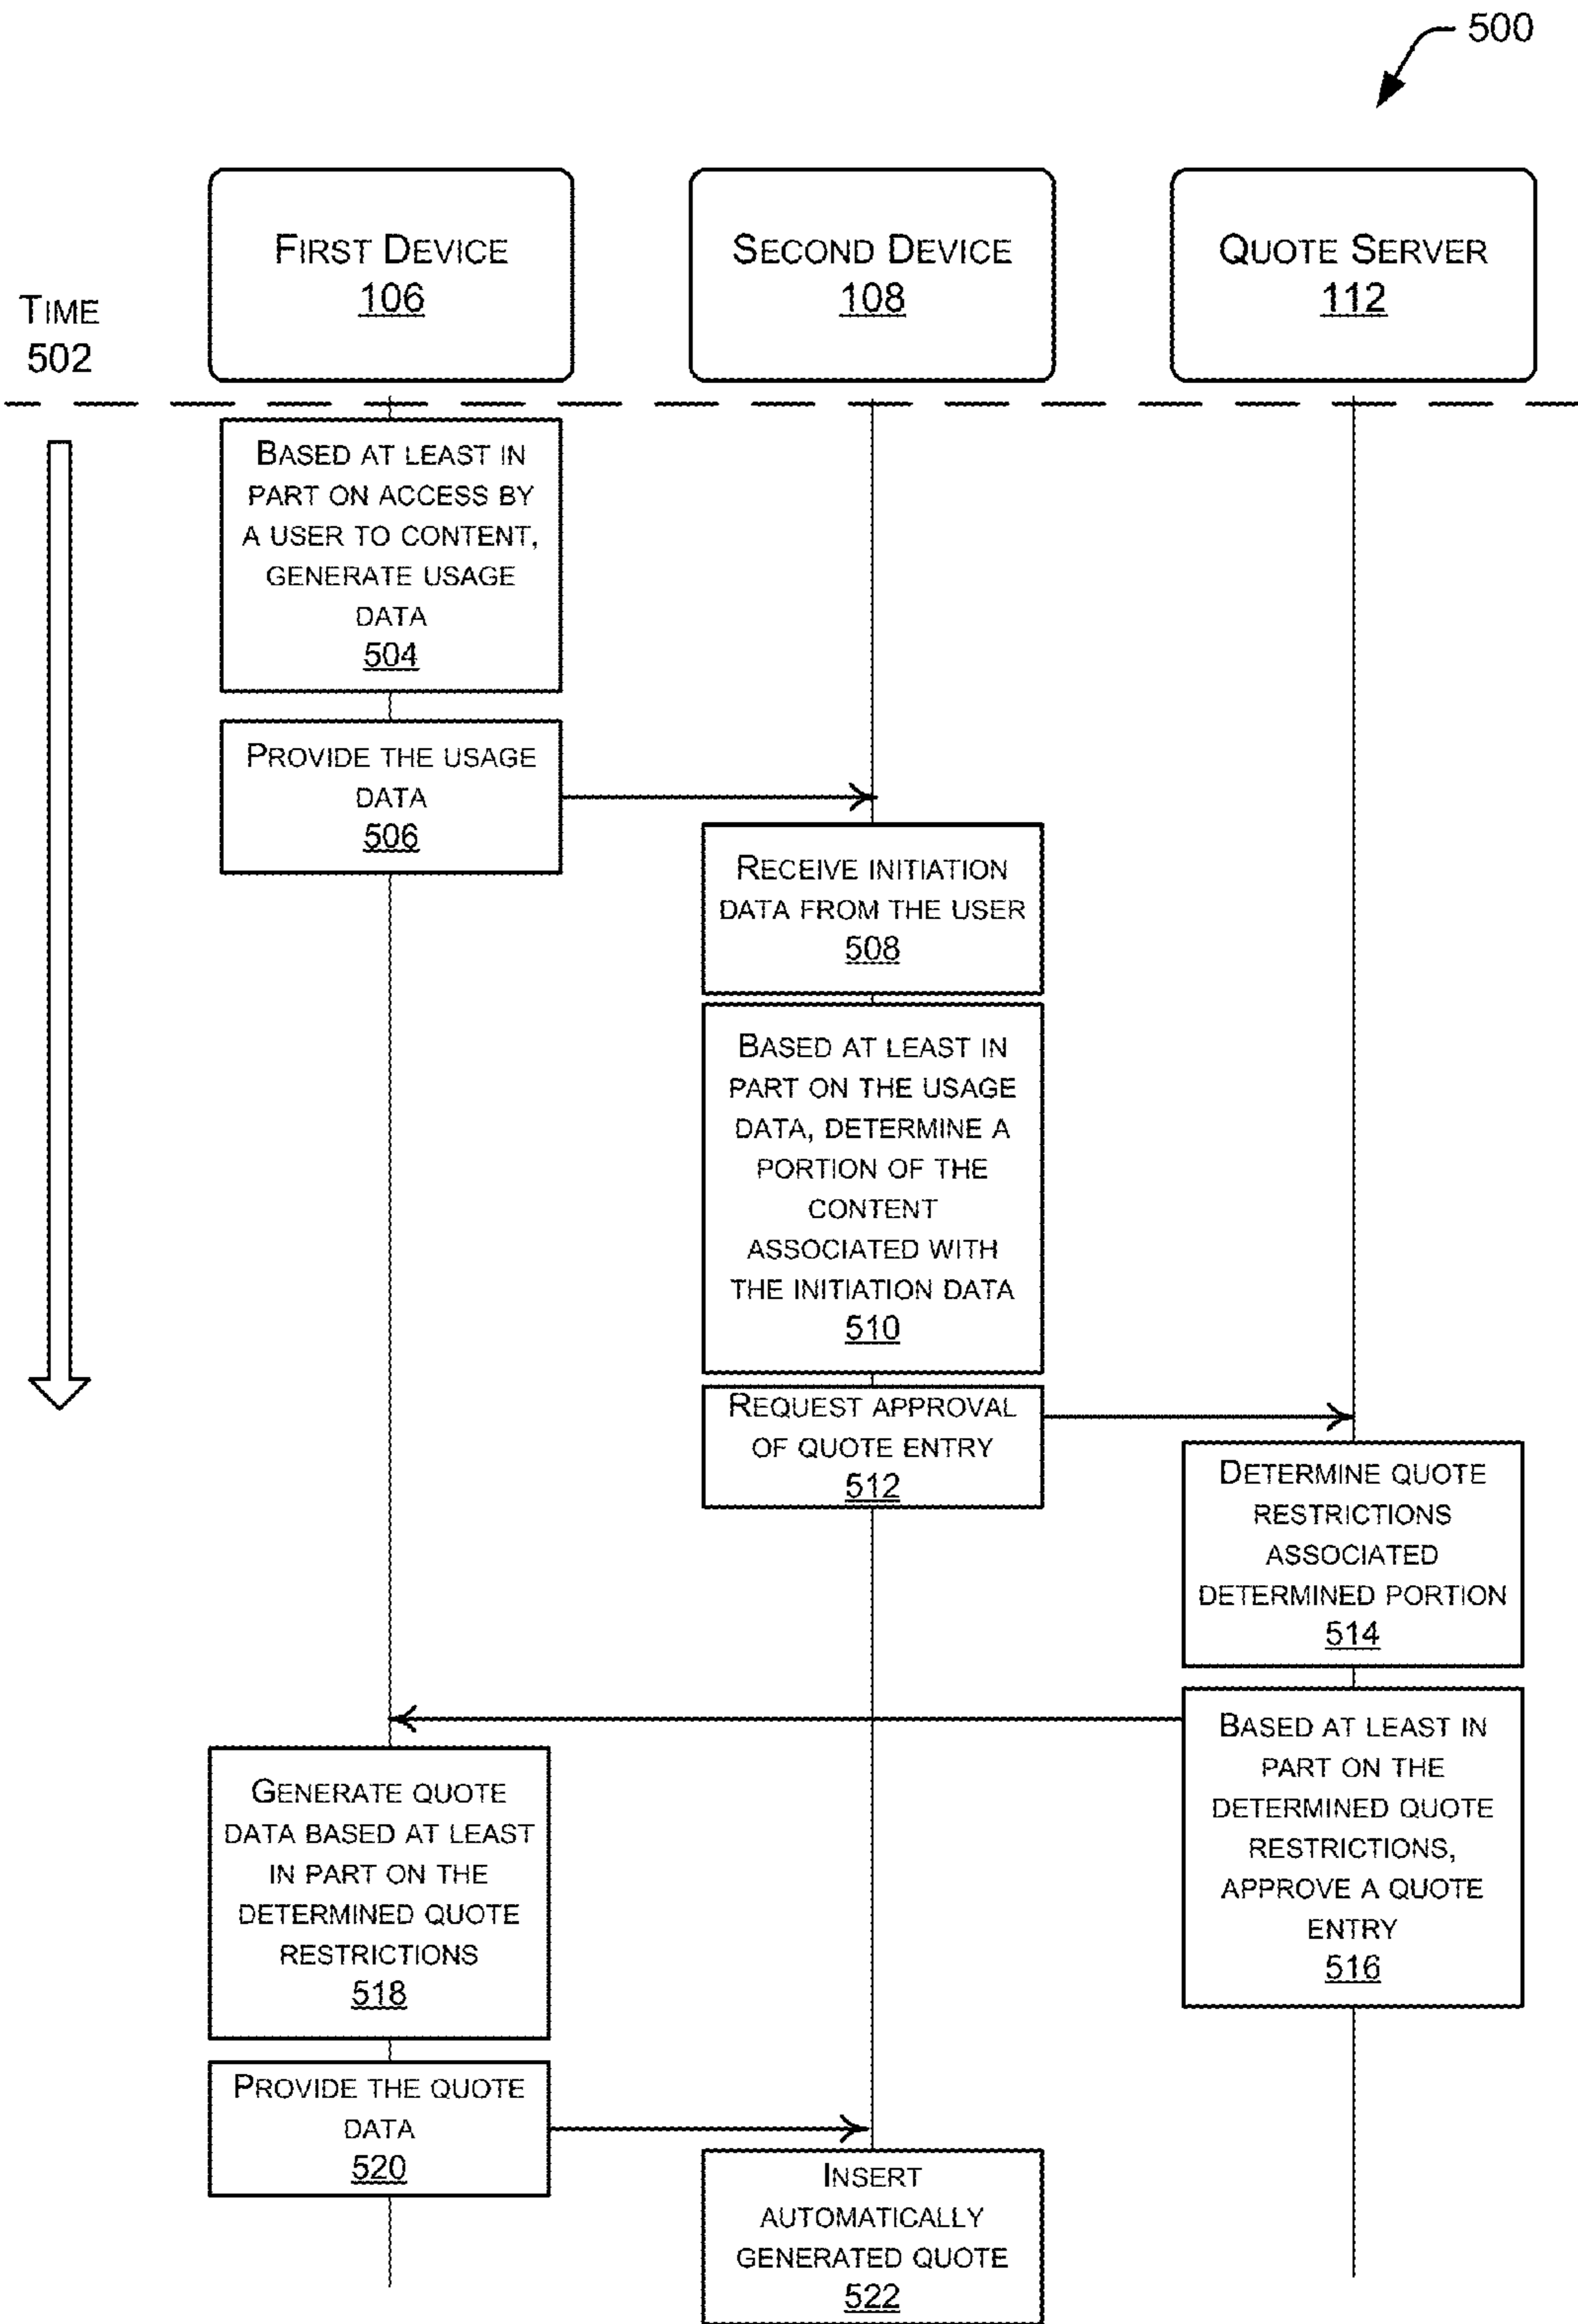 500
FIRST DEVICE
106
SECOND DEVICE
108
QUOTE SERVER
112
TIME
502
BASED AT LEAST IN
PART ON ACCESS BY
A USER TO CONTENT,
GENERATE USAGE
DATA
504
PROVIDE THE USAGE
DATA
506
RECEIVE INITIATION
DATA FROM THE USER
508
BASED AT LEAST IN
PART ON THE USAGE
DATA, DETERMINE A
PORTION OF THE
CONTENT
ASSOCIATED WITH
THE INITIATION DATA
510
REQUEST APPROVAL
OF QUOTE ENTRY
512
DETERMINE QUOTE
RESTRICTIONS
ASSOCIATED
DETERMINED PORTION
514
BASED AT LEAST IN
PART ON THE
DETERMINED QUOTE
RESTRICTIONS,
APPROVE A QUOTE
ENTRY
516
GENERATE QUOTE
DATA BASED AT LEAST
IN PART ON THE
DETERMINED QUOTE
RESTRICTIONS
518
PROVIDE THE QUOTE
DATA
520
INSERT
AUTOMATICALLY
GENERATED QUOTE
522